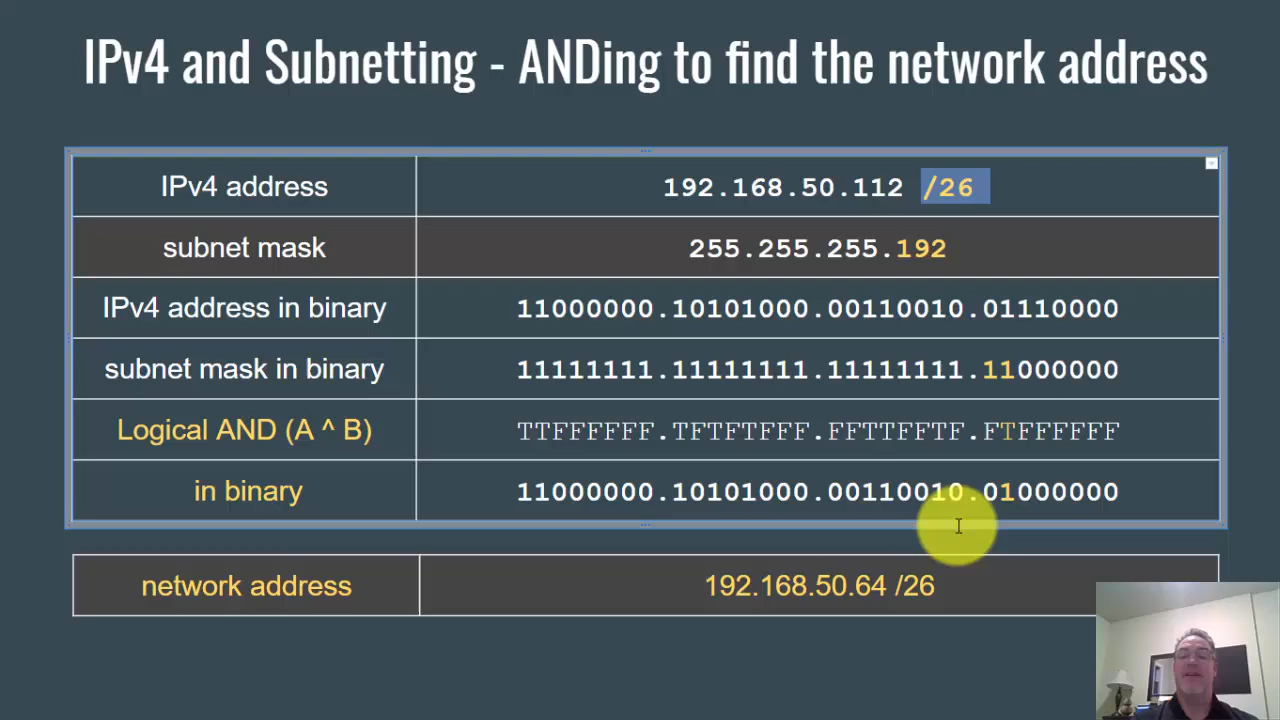 IPv4 and Subnetting - ANDing to find the network address
IPv4 address 192.168.50.112 /26
subnet mask 255.255.255.192
IPv4 address in binary 11000000.10101000.00110010.01110000
subnet mask in binary 11111111.11111111.11111111.11000000
Logical AND (A ^ B) TTFFFFFF.TFTFTFFF.FFTTFFTF.FTFFFFFF
in binary 11000000.10101000.00110010.01000000
network address 192.168.50.64 /26